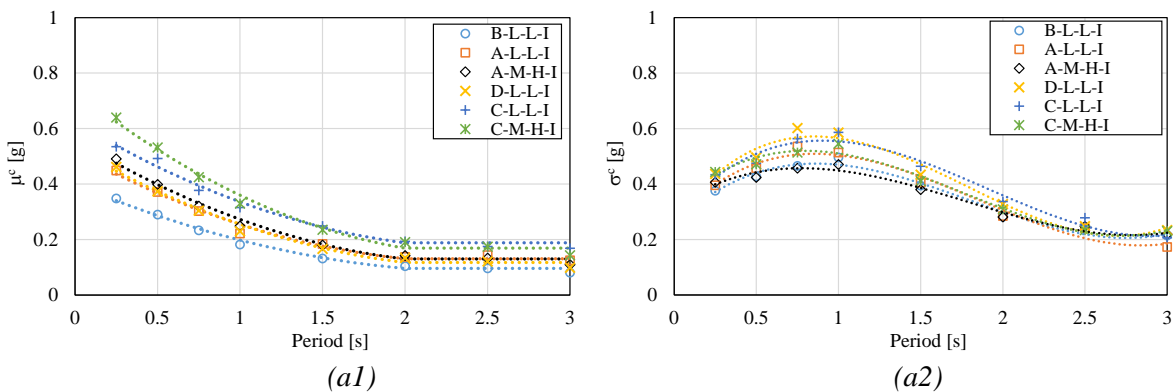 1
0.8
0.6
0.4
0.2
0
μᶜ [g]
0 0.5 1 1.5 2 2.5 3
Period [s]
B-L-L-I
A-L-L-I
A-M-H-I
D-L-L-I
C-L-L-I
C-M-H-I
(a1)
1
0.8
0.6
0.4
0.2
0
σᶜ [g]
0 0.5 1 1.5 2 2.5 3
Period [s]
B-L-L-I
A-L-L-I
A-M-H-I
D-L-L-I
C-L-L-I
C-M-H-I
(a2)